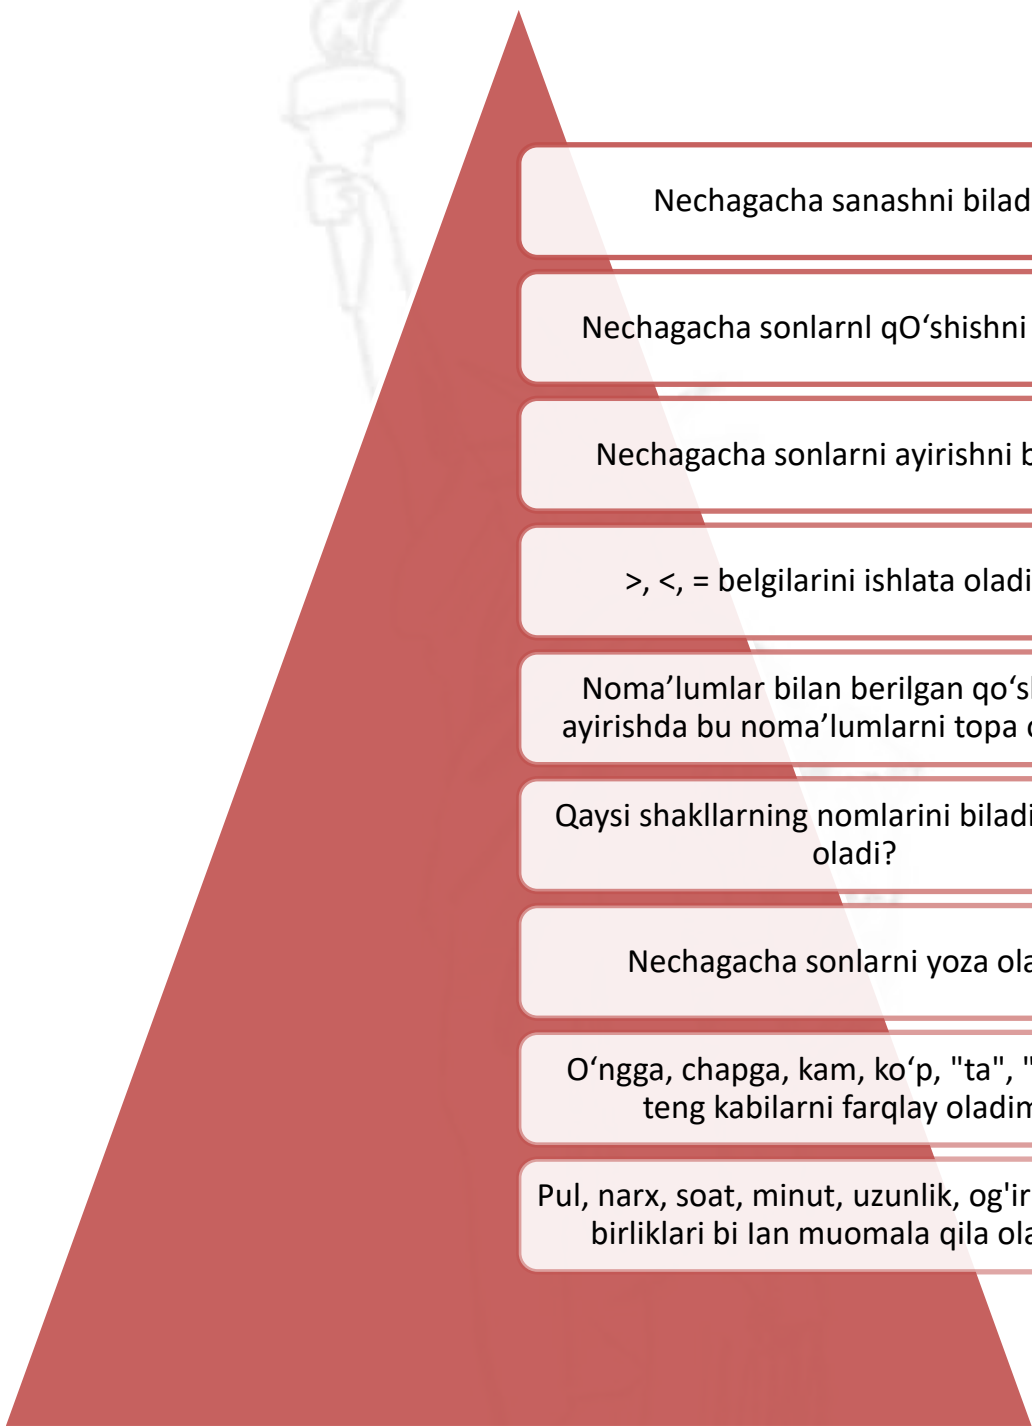 Nechagacha sanashni bilad
Nechagacha sonlarnl qO‘shishni
Nechagacha sonlarni ayirishni b
>, <, = belgilarini ishlata oladi
Noma’lumlar bilan berilgan qo‘s
ayirishda bu noma’lumlarni topa
Qaysi shakllarning nomlarini biladi
oladi?
Nechagacha sonlarni yoza ola
O‘ngga, chapga, kam, ko‘p, "ta", "
teng kabilarni farqlay oladim
Pul, narx, soat, minut, uzunlik, og'ir
birliklari bi Ian muomala qila ola